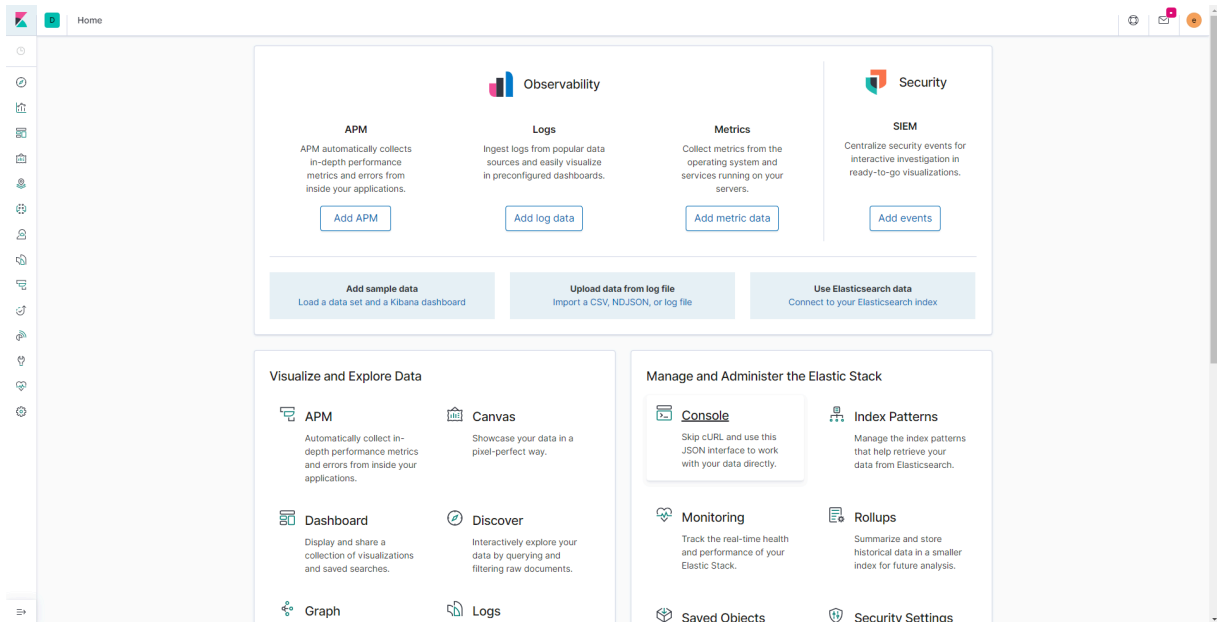 D
Home
e
Observability
Security
APM
APM automatically collects
in-depth performance
metrics and errors from
inside your applications.
Add APM
Logs
Ingest logs from popular data
sources and easily visualize
in preconfigured dashboards.
Add log data
Metrics
Collect metrics from the
operating system and
services running on your
servers.
Add metric data
SIEM
Centralize security events for
interactive investigation in
ready-to-go visualizations.
Add events
Add sample data
Load a data set and a Kibana dashboard
Upload data from log file
Import a CSV, NDJSON, or log file
Use Elasticsearch data
Connect to your Elasticsearch index
Visualize and Explore Data
APM
Automatically collect in-
depth performance metrics
and errors from inside your
applications.
Canvas
Showcase your data in a
pixel-perfect way.
Dashboard
Display and share a
collection of visualizations
and saved searches.
Discover
Interactively explore your
data by querying and
filtering raw documents.
Graph
Logs
Manage and Administer the Elastic Stack
Console
Skip cURL and use this
JSON interface to work
with your data directly.
Index Patterns
Manage the index patterns
that help retrieve your
data from Elasticsearch.
Monitoring
Track the real-time health
and performance of your
Elastic Stack.
Rollups
Summarize and store
historical data in a smaller
index for future analysis.
Saved Objects
Security Settings